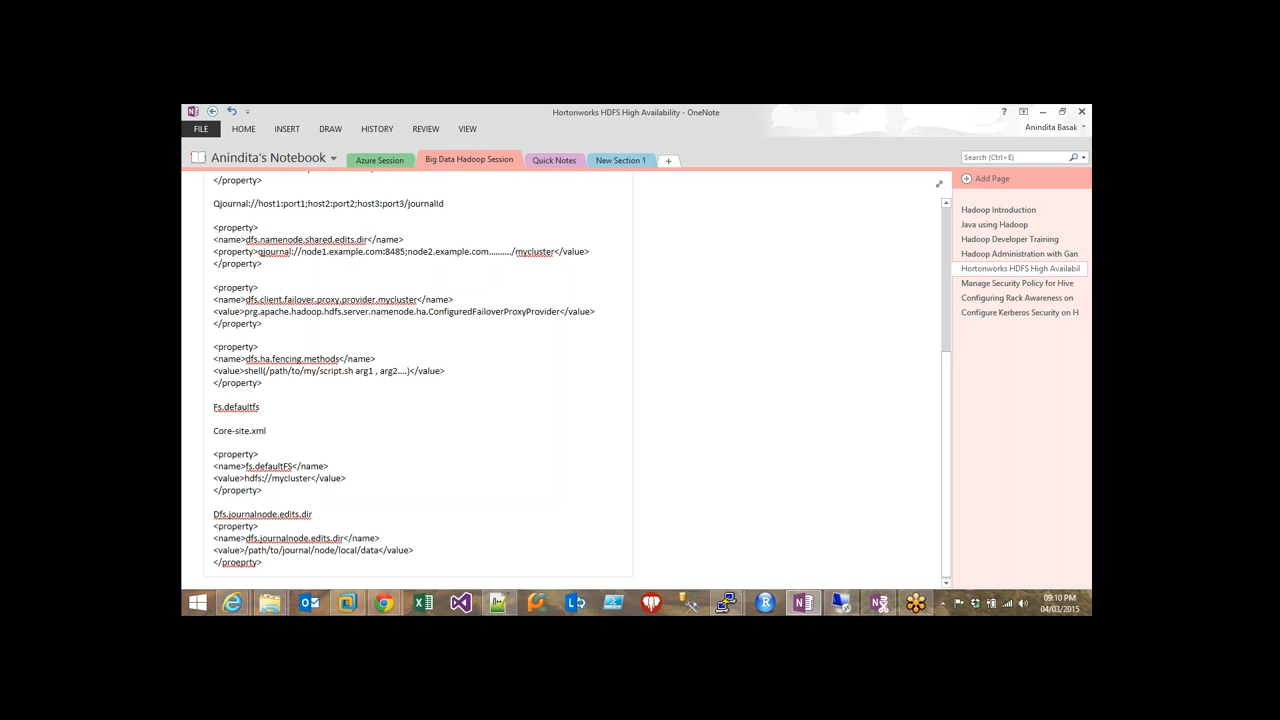 Hortonworks HDFS High Availability - OneNote
Anindita Basak
FILE HOME INSERT DRAW HISTORY REVIEW VIEW
Anindita's Notebook
Azure Session
Big Data Hadoop Session
Quick Notes
New Section 1
Search (Ctrl+E)
</property>
Qjournal://host1:port1;host2:port2;host3:port3/journalId
<property>
<name>dfs.namenode.shared.edits.dir</name>
<property>qjournal://node1.example.com:8485;node2.example.com........../mycluster</value>
</property>
<property>
<name>dfs.client.failover.proxy.provider.mycluster</name>
<value>prg.apache.hadoop.hdfs.server.namenode.ha.ConfiguredFailoverProxyProvider</value>
</property>
<property>
<name>dfs.ha.fencing.methods</name>
<value>shell(/path/to/my/script.sh arg1 , arg2....)</value>
</property>
Fs.defaultfs
Core-site.xml
<property>
<name>fs.defaultFS</name>
<value>hdfs://mycluster</value>
</property>
Dfs.journalnode.edits.dir
<property>
<name>dfs.journalnode.edits.dir</name>
<value>/path/to/journal/node/local/data</value>
</proeprty>
Add Page
Hadoop Introduction
Java using Hadoop
Hadoop Developer Training
Hadoop Administration with Gan
Hortonworks HDFS High Availabil
Manage Security Policy for Hive
Configuring Rack Awareness on
Configure Kerberos Security on H
09:10 PM
04/03/2015